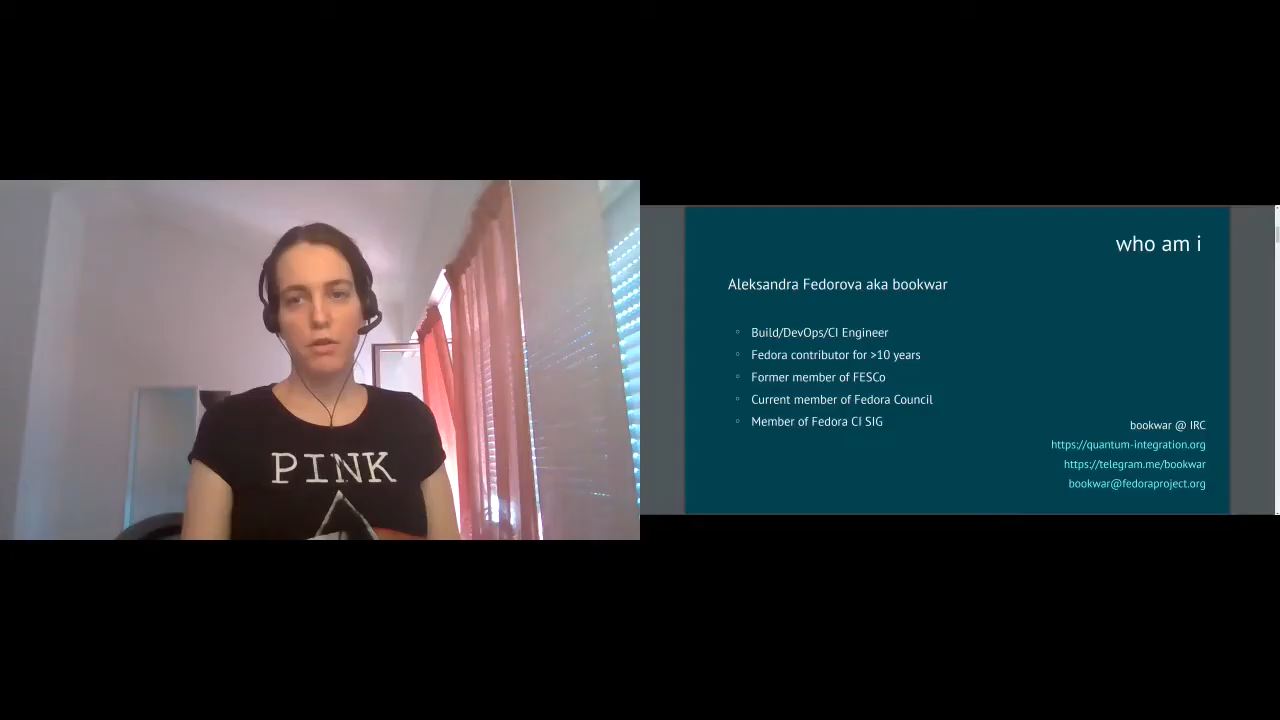 PINK
who am i
Aleksandra Fedorova aka bookwar
Build/DevOps/CI Engineer
Fedora contributor for >10 years
Former member of FESCo
Current member of Fedora Council
Member of Fedora CI SIG
bookwar @ IRC
https://quantum-integration.org
https://telegram.me/bookwar
bookwar@fedoraproject.org